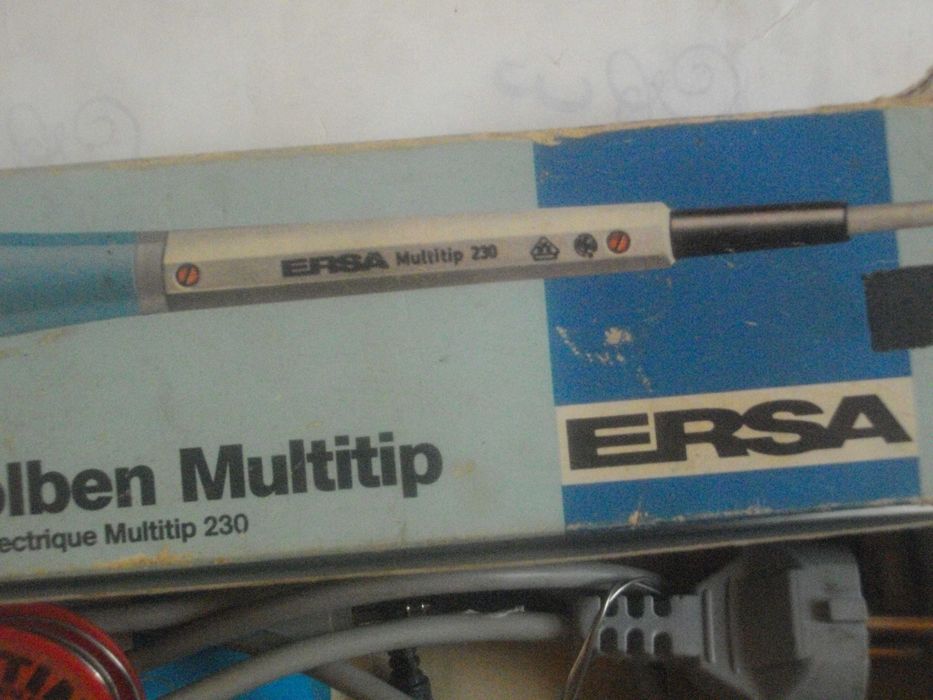 ERSA Multitip 230
ERSA
olben Multitip
ectrique Multitip 230